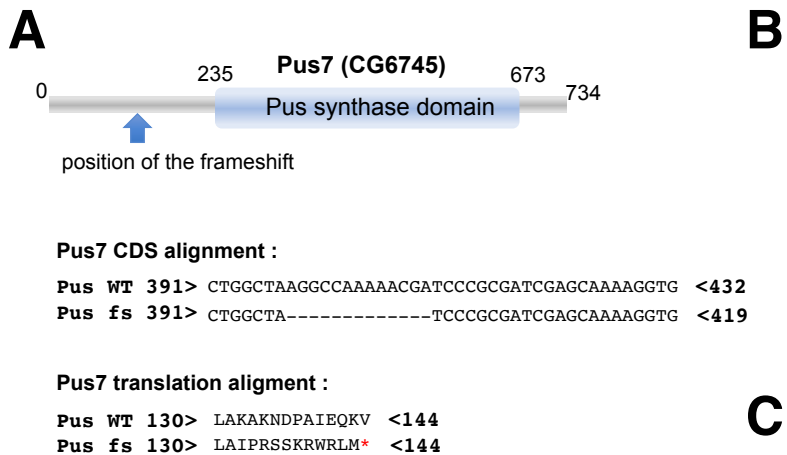 A
B
Pus7 (CG6745)
0
235
673
734
Pus synthase domain
position of the frameshift
Pus7 CDS alignment :
Pus WT 391> CTGGCTAAGGCCAAAAACGATCCCGCGATCGAGCAAAAGGTG <432
Pus fs 391> CTGGCTA-------------TCCCGCGATCGAGCAAAAGGTG <419
Pus7 translation aligment :
Pus WT 130> LAKAKNDPAIEQKV <144
Pus fs 130> LAIPRSSKRWRLM* <144
C